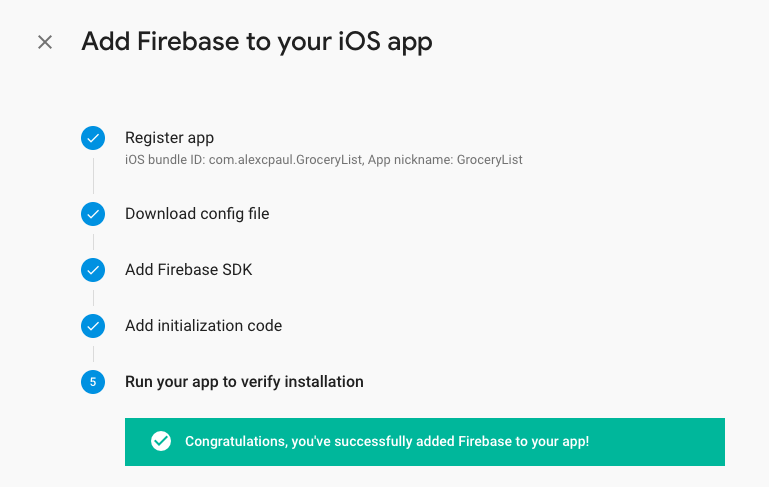 Add Firebase to your iOS app
Register app
iOS bundle ID: com.alexcpaul.GroceryList, App nickname: GroceryList
Download config file
Add Firebase SDK
Add initialization code
5
Run your app to verify installation
Congratulations, you've successfully added Firebase to your app!